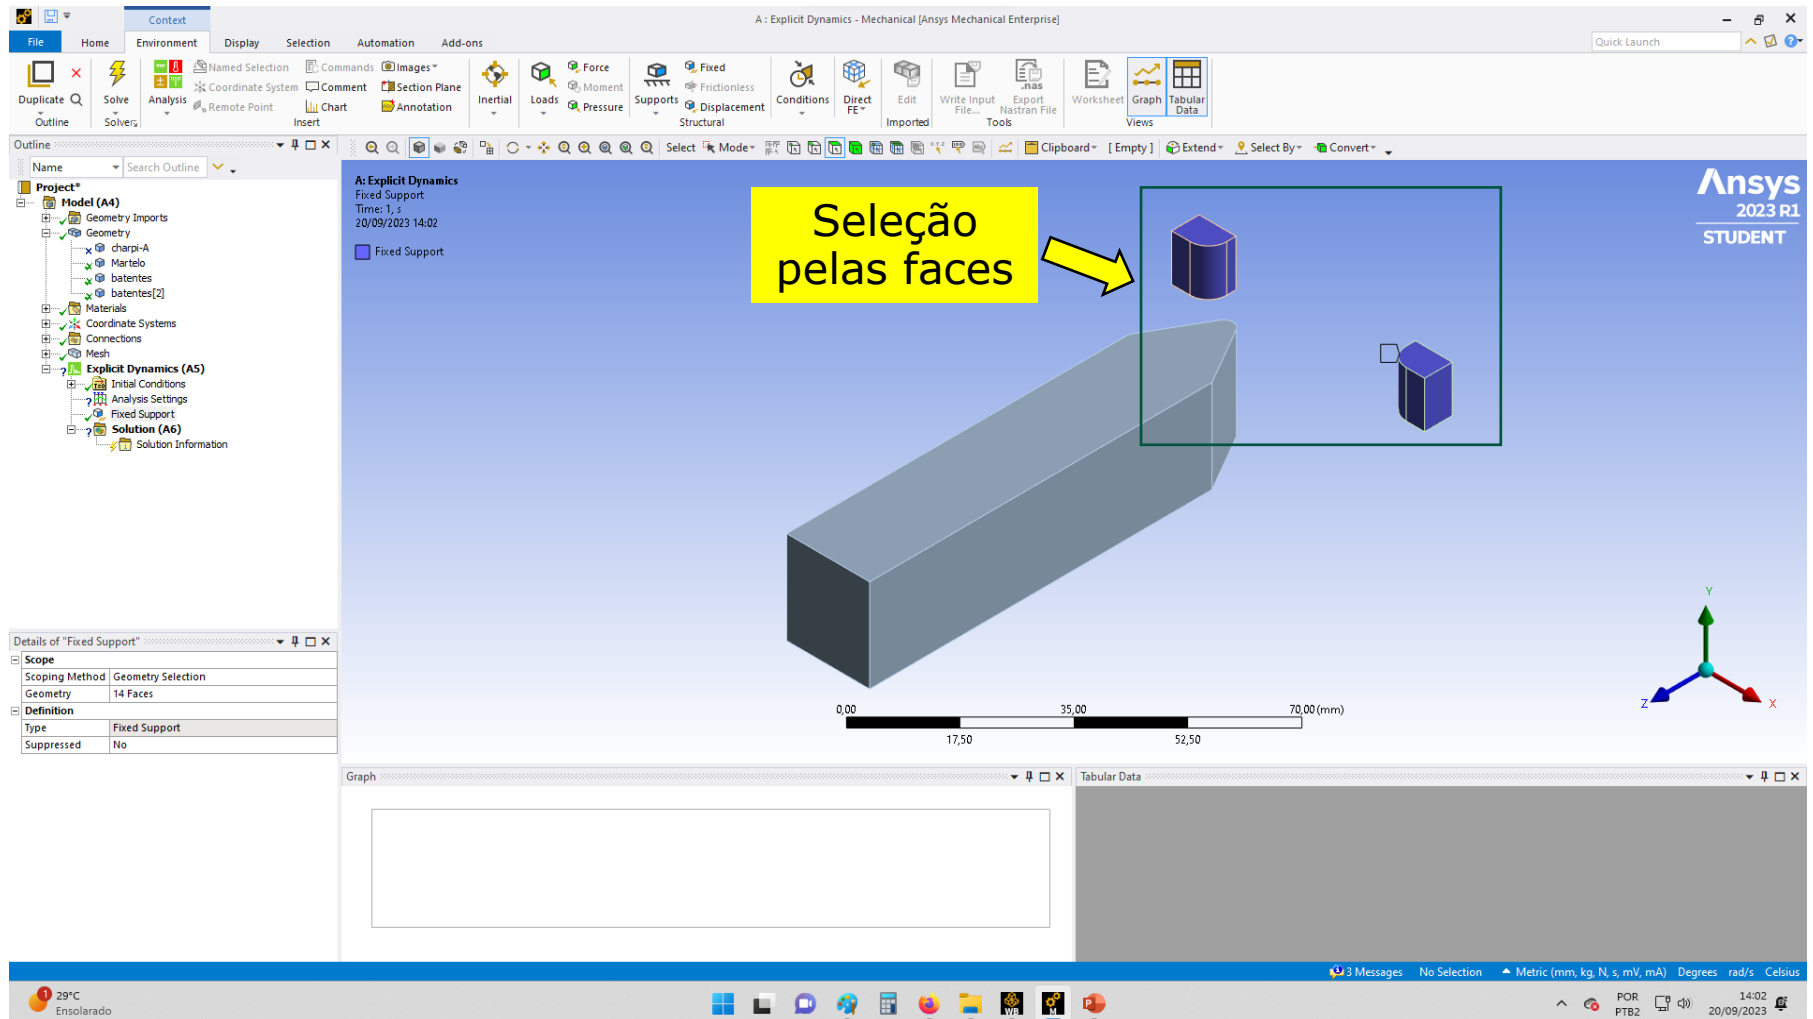 Context
A : Explicit Dynamics - Mechanical [Ansys Mechanical Enterprise]
File Home Environment Display Selection Automation Add-ons
Quick Launch
Duplicate
Outline
Solve
Solvers
Analysis
Named Selection
Coordinate System
Remote Point
Commands
Comment
Chart
Images
Section Plane
Annotation
Insert
Inertial
Loads
Force
Moment
Pressure
Supports
Fixed
Frictionless
Displacement
Structural
Conditions
Direct
FE
Edit
Imported
Write Input
File...
Export
Nastran File
.nas
Tools
Worksheet
Graph
Tabular
Data
Views
Outline
Name
Search Outline
Select
Mode
Clipboard
[ Empty ]
Extend
Select By
Convert
Project*
Model (A4)
Geometry Imports
Geometry
charpi-A
Martelo
batentes
batentes[2]
Materials
Coordinate Systems
Connections
Mesh
Explicit Dynamics (A5)
Initial Conditions
Analysis Settings
Fixed Support
Solution (A6)
Solution Information
A: Explicit Dynamics
Fixed Support
Time: 1, s
20/09/2023 14:02
Fixed Support
Seleção
pelas faces
Ansys
2023 R1
STUDENT
Y
Z
X
0,00
35,00
70,00 (mm)
17,50
52,50
Details of "Fixed Support"
Scope
Scoping Method Geometry Selection
Geometry 14 Faces
Definition
Type Fixed Support
Suppressed No
Graph
Tabular Data
3 Messages No Selection Metric (mm, kg, N, s, mV, mA) Degrees rad/s Celsius
1
29°C
Ensolarado
WB
M
POR
PTB2
14:02
20/09/2023